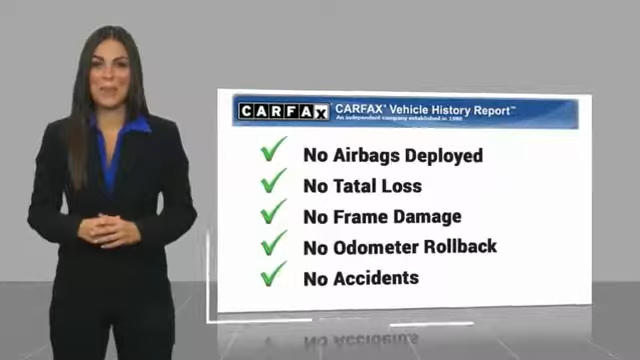 CARFAX CARFAX® Vehicle History Report™
An independent company established in 1986
No Airbags Deployed
No Tatal Loss
No Frame Damage
No Odometer Rollback
No Accidents